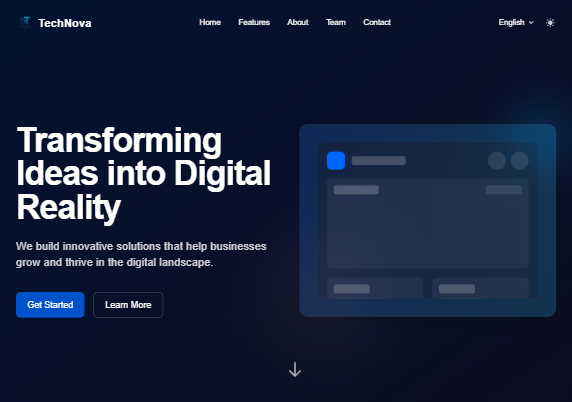 TechNova
Home Features About Team Contact
English
Transforming
Ideas into Digital
Reality
We build innovative solutions that help businesses
grow and thrive in the digital landscape.
Get Started Learn More